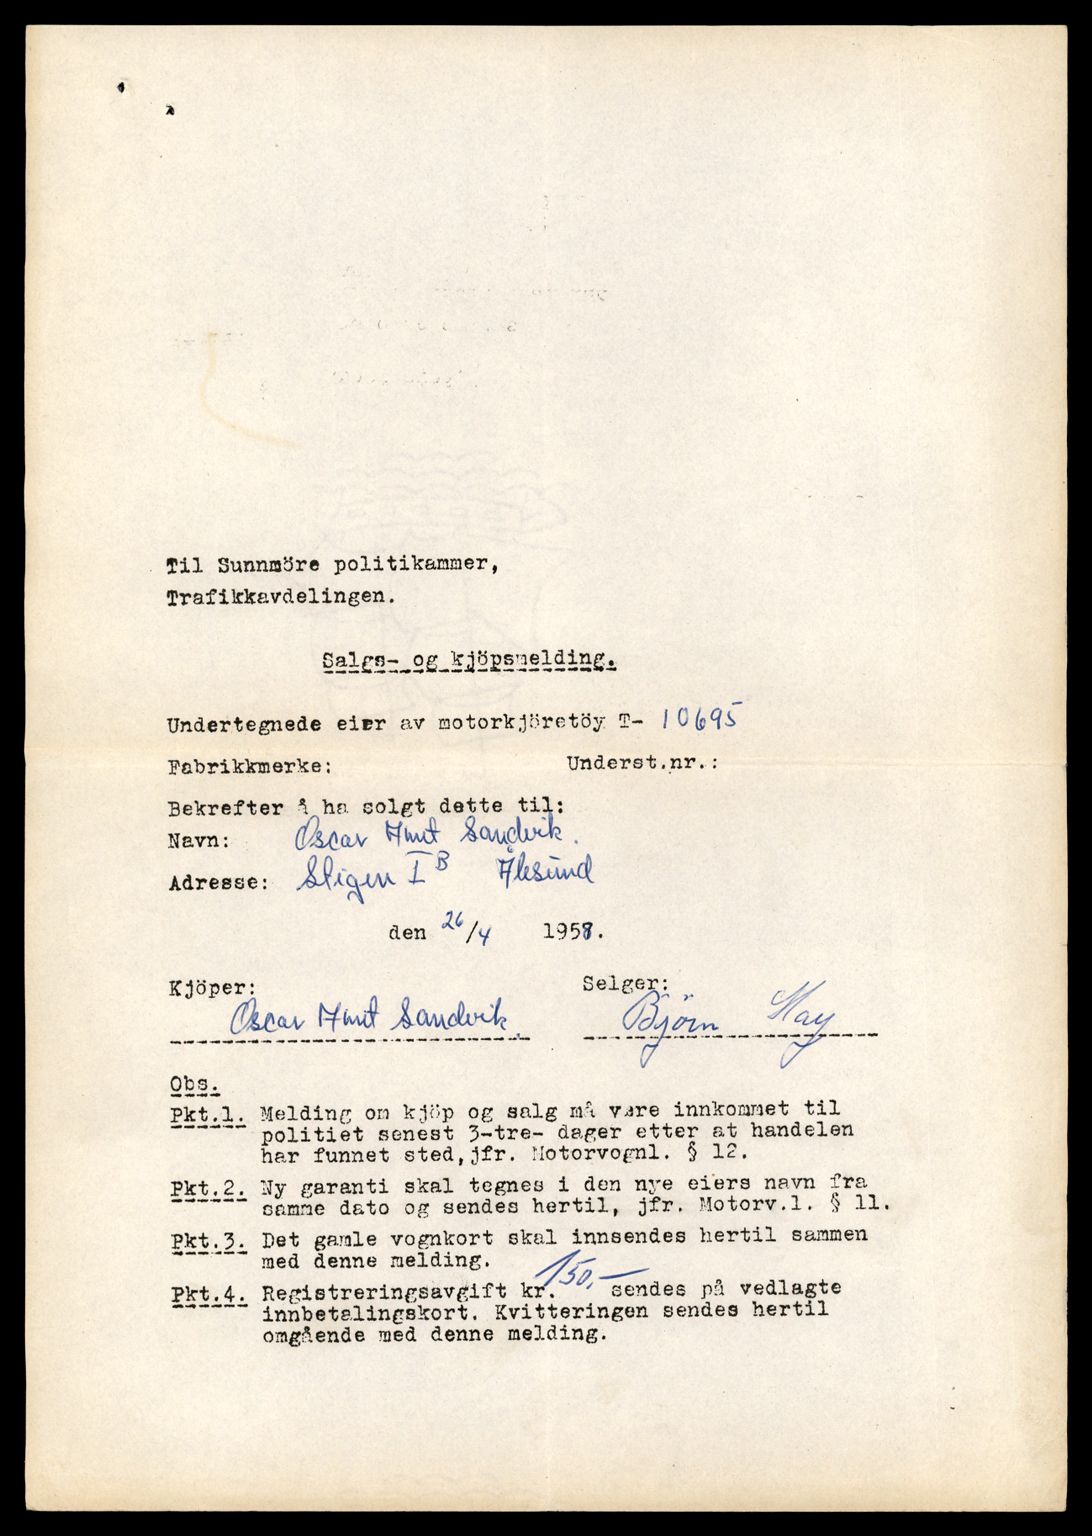 Til Sunnmöre politikammer,
Trafikkavdelingen.
Salgs- og kjöpsmelding.
Undertegnede eier av motorkjöretöy T- 10695
Fabrikkmerke: Underst.nr.:
Bekrefter å ha solgt dette til:
Navn: Oscar Amt Sandvik.
Adresse: Stigen I B Ålesund
den 26/4 1958.
Kjöper: Selger:
Oscar Amt Sandvik. Björn Hay
Obs.
Pkt.1. Melding om kjöp og salg må være innkommet til
politiet senest 3-tre- dager etter at handelen
har funnet sted, jfr. Motorvognl. § 12.
Pkt.2. Ny garanti skal tegnes i den nye eiers navn fra
samme dato og sendes hertil, jfr. Motorv.l. § 11.
Pkt.3. Det gamle vognkort skal innsendes hertil sammen
med denne melding.
Pkt.4. Registreringsavgift kr. 150,- sendes på vedlagte
innbetalingskort. Kvitteringen sendes hertil
omgående med denne melding.